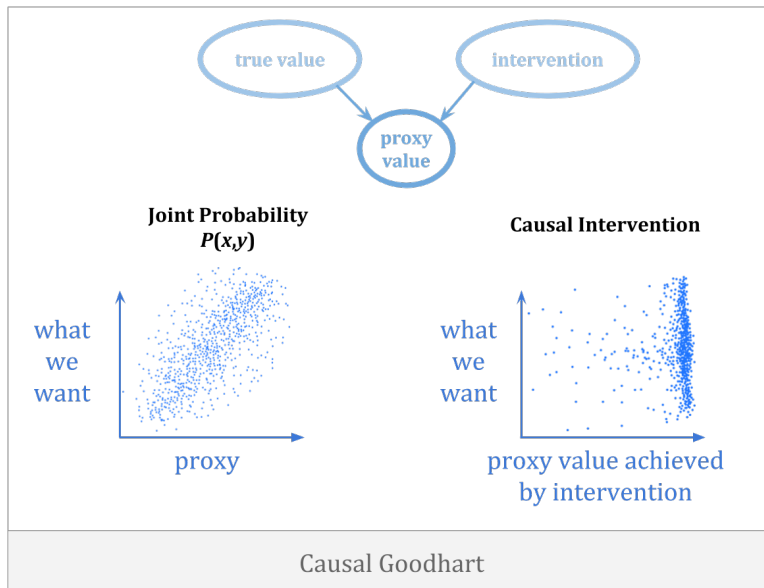 true value
intervention
proxy
value
Joint Probability
P(x,y)
Causal Intervention
what
we
want
proxy
what
we
want
proxy value achieved
by intervention
Causal Goodhart